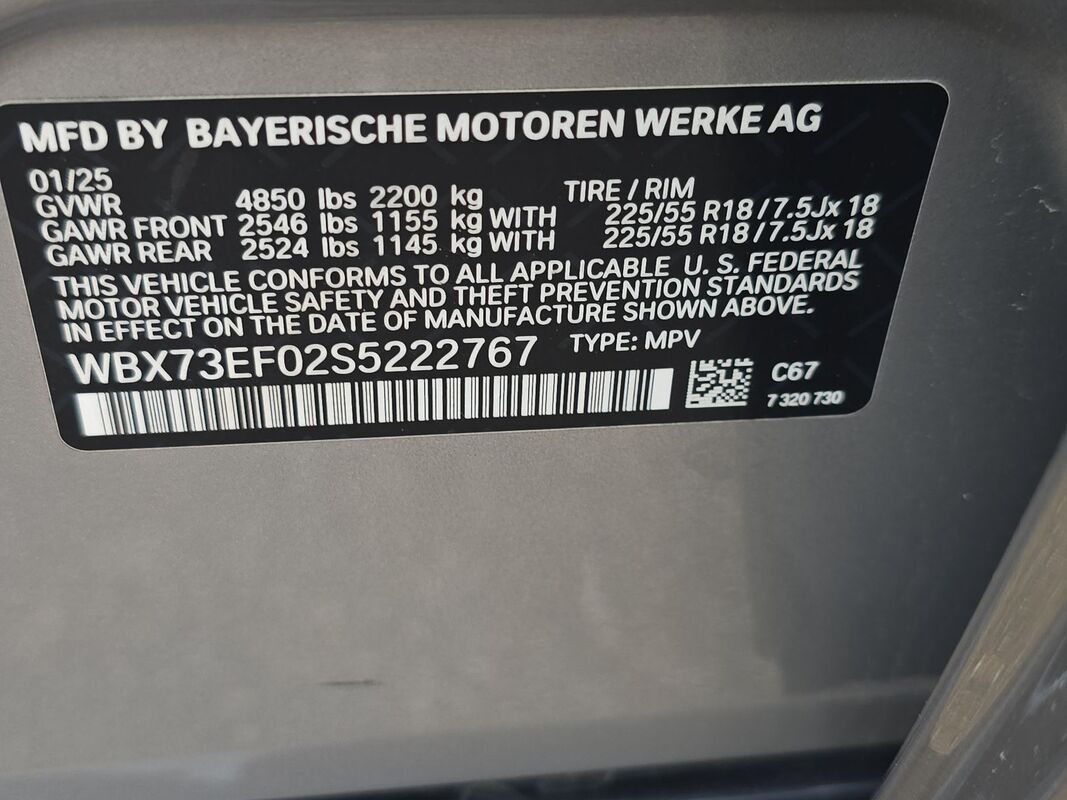 MFD BY BAYERISCHE MOTOREN WERKE AG
01/25
GVWR 4850 lbs 2200 kg TIRE / RIM
GAWR FRONT 2546 lbs 1155 kg WITH 225/55 R18 / 7.5Jx 18
GAWR REAR 2524 lbs 1145 kg WITH 225/55 R18 / 7.5Jx 18
THIS VEHICLE CONFORMS TO ALL APPLICABLE U. S. FEDERAL
MOTOR VEHICLE SAFETY AND THEFT PREVENTION STANDARDS
IN EFFECT ON THE DATE OF MANUFACTURE SHOWN ABOVE.
WBX73EF02S5222767 TYPE: MPV
C67
7 320 730